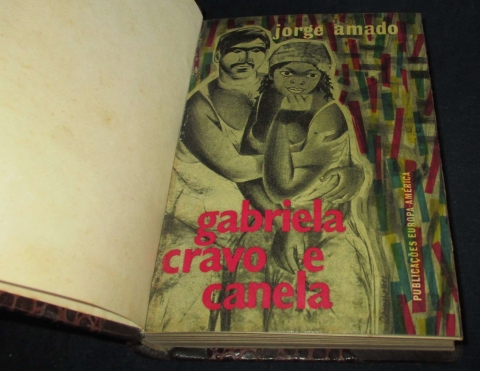 jorge amado
gabriela
cravo e
canela
PUBLICAÇÕES EUROPA-AMÉRICA